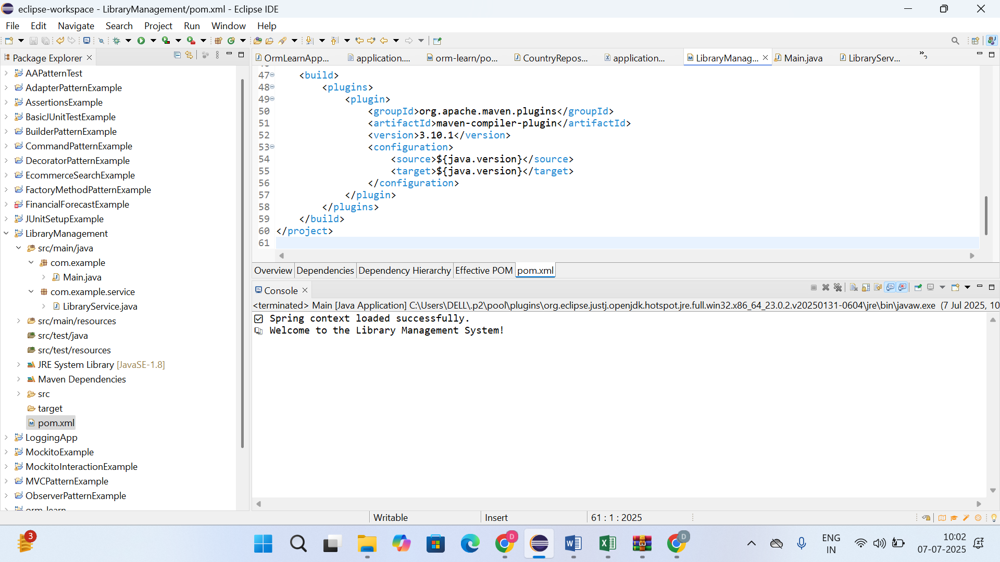 eclipse-workspace - LibraryManagement/pom.xml - Eclipse IDE
File Edit Navigate Search Project Run Window Help
Package Explorer
AAPatternTest
AdapterPatternExample
AssertionsExample
BasicJUnitTestExample
BuilderPatternExample
CommandPatternExample
DecoratorPatternExample
EcommerceSearchExample
FactoryMethodPatternExample
FinancialForecastExample
JUnitSetupExample
LibraryManagement
src/main/java
com.example
Main.java
com.example.service
LibraryService.java
src/main/resources
src/test/java
src/test/resources
JRE System Library [JavaSE-1.8]
Maven Dependencies
src
target
pom.xml
LoggingApp
MockitoExample
MockitoInteractionExample
MVCPatternExample
ObserverPatternExample
orm-learn
OrmLearnApp... application.... orm-learn/po... CountryRepos... application... LibraryManag... Main.java LibraryServ... »2
47 <build>
48 <plugins>
49 <plugin>
50 <groupId>org.apache.maven.plugins</groupId>
51 <artifactId>maven-compiler-plugin</artifactId>
52 <version>3.10.1</version>
53 <configuration>
54 <source>${java.version}</source>
55 <target>${java.version}</target>
56 </configuration>
57 </plugin>
58 </plugins>
59 </build>
60 </project>
61
Overview Dependencies Dependency Hierarchy Effective POM pom.xml
Console
<terminated> Main [Java Application] C:\Users\DELL\.p2\pool\plugins\org.eclipse.justj.openjdk.hotspot.jre.full.win32.x86_64_23.0.2.v20250131-0604\jre\bin\javaw.exe (7 Jul 2025, 10
Spring context loaded successfully.
Welcome to the Library Management System!
Writable Insert 61 : 1 : 2025
3
D
D
ENG
IN
10:02
07-07-2025